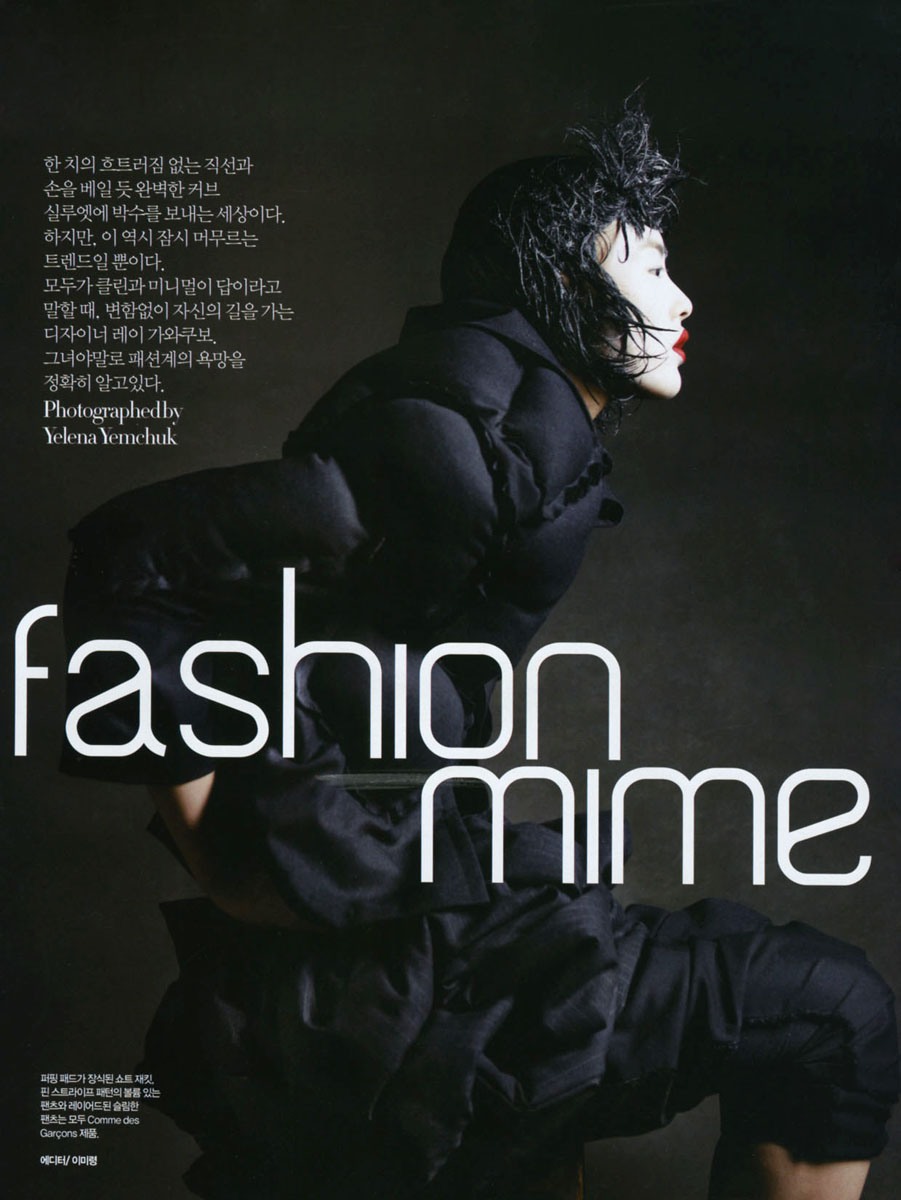 한 치의 흐트러짐 없는 직선과
손을 베일 듯 완벽한 커브
실루엣에 박수를 보내는 세상이다.
하지만, 이 역시 잠시 머무르는
트렌드일 뿐이다.
모두가 클린과 미니멀이 답이라고
말할 때, 변함없이 자신의 길을 가는
디자이너 레이 가와쿠보.
그녀야말로 패션계의 욕망을
정확히 알고있다.
Photographed by
Yelena Yemchuk
fashion
mime
퍼핑 패드가 장식된 쇼트 재킷,
핀 스트라이프 패턴의 볼륨 있는
팬츠와 레이어드된 슬림한
팬츠는 모두 Comme des
Garçons 제품.
에디터/ 이미령